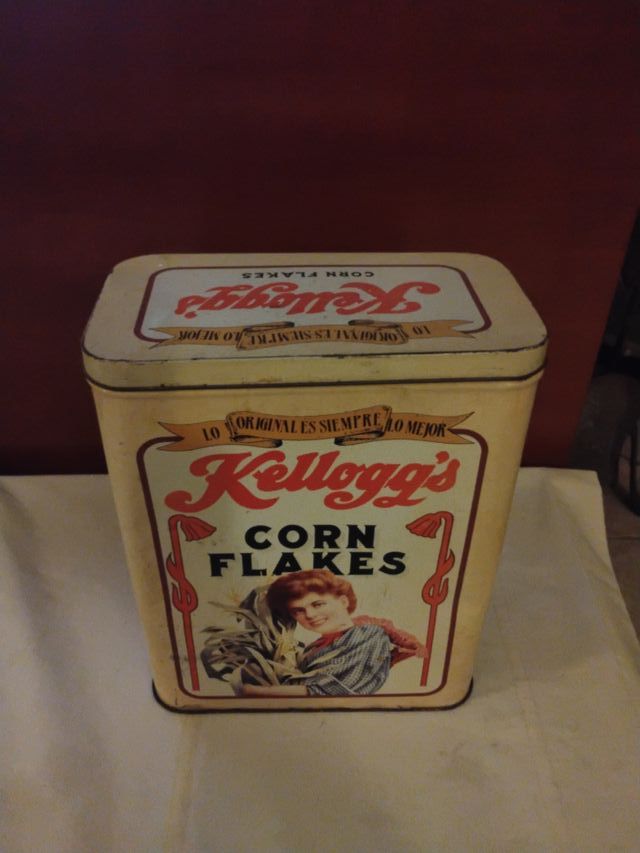 CORN FLAKES
Kellogg's
LO ORIGINAL ES SIEMPRE LO MEJOR
LO ORIGINAL ES SIEMPRE LO MEJOR
Kellogg's
CORN
FLAKES